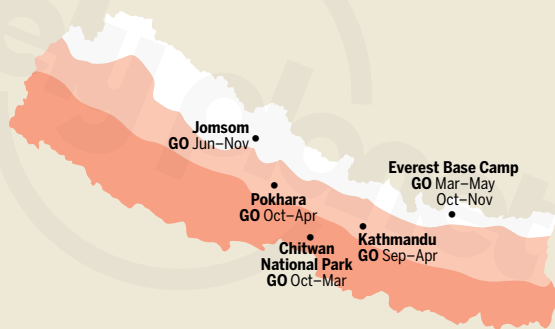 Jomsom
GO Jun–Nov
Everest Base Camp
GO Mar–May
Oct–Nov
Pokhara
GO Oct–Apr
Kathmandu
GO Sep–Apr
Chitwan
National Park
GO Oct–Mar